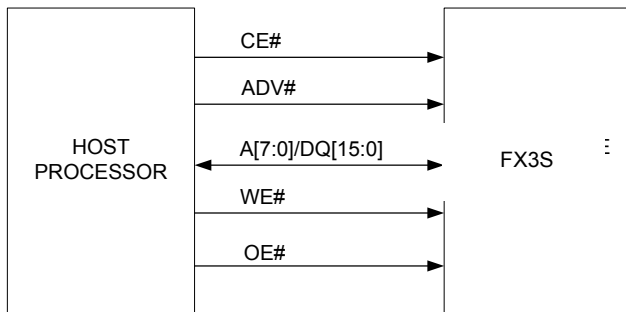 CE#
ADV#
HOST
PROCESSOR
A[7:0]/DQ[15:0]
FX3S
WE#
OE#